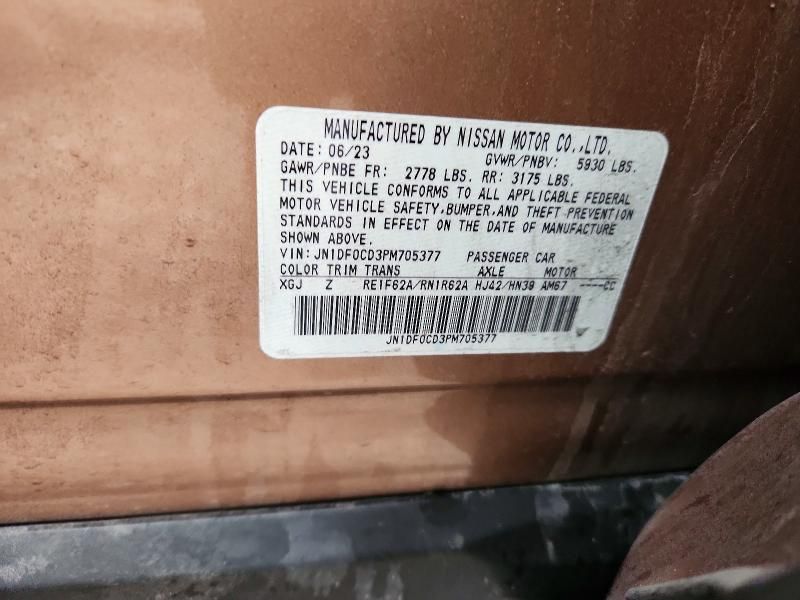 MANUFACTURED BY NISSAN MOTOR CO.,LTD.
DATE: 06/23 GVWR/PNBV: 5930 LBS.
GAWR/PNBE FR: 2778 LBS. RR: 3175 LBS.
THIS VEHICLE CONFORMS TO ALL APPLICABLE FEDERAL
MOTOR VEHICLE SAFETY,BUMPER,AND THEFT PREVENTION
STANDARDS IN EFFECT ON THE DATE OF MANUFACTURE
SHOWN ABOVE.
VIN: JN1DF0CD3PM705377 PASSENGER CAR
COLOR TRIM TRANS AXLE MOTOR
XGJ Z RE1F62A/RN1R62A HJ42/HN39 AM67 ----CC
JN1DF0CD3PM705377